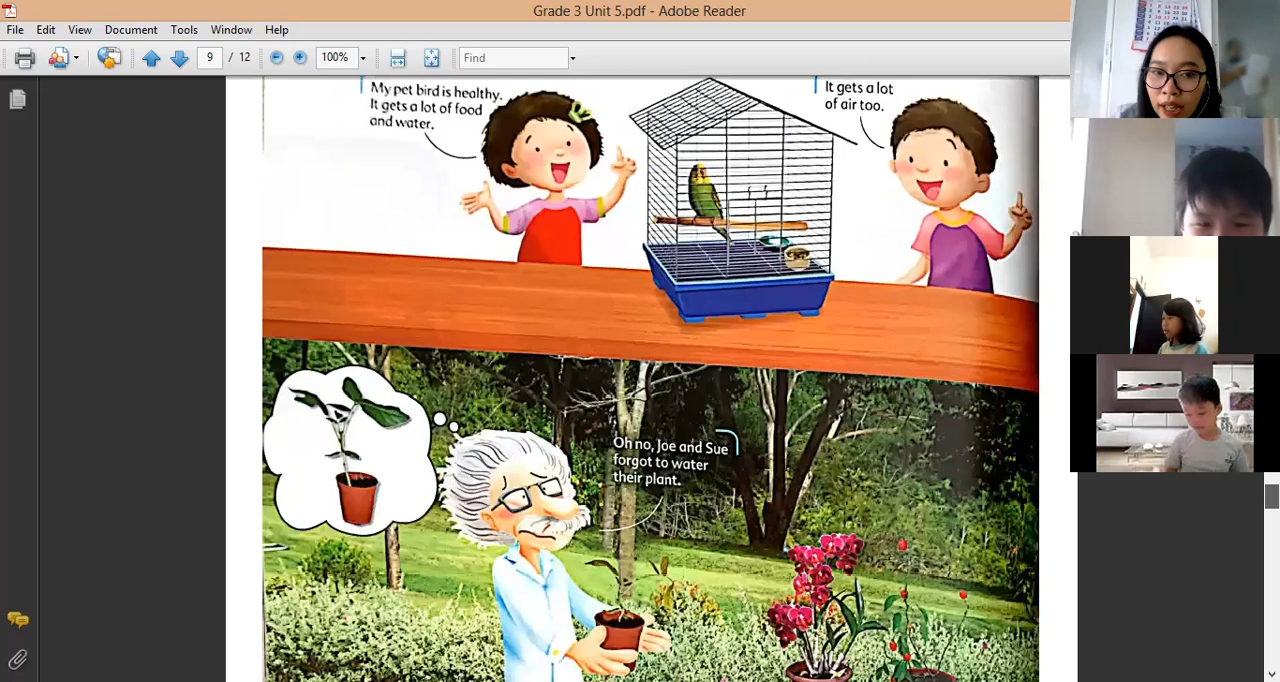 Grade 3 Unit 5.pdf - Adobe Reader
File Edit View Document Tools Window Help
9 / 12 100% Find
My pet bird is healthy.
It gets a lot of food
and water.
It gets a lot
of air too.
Oh no, Joe and Sue
forgot to water
their plant.